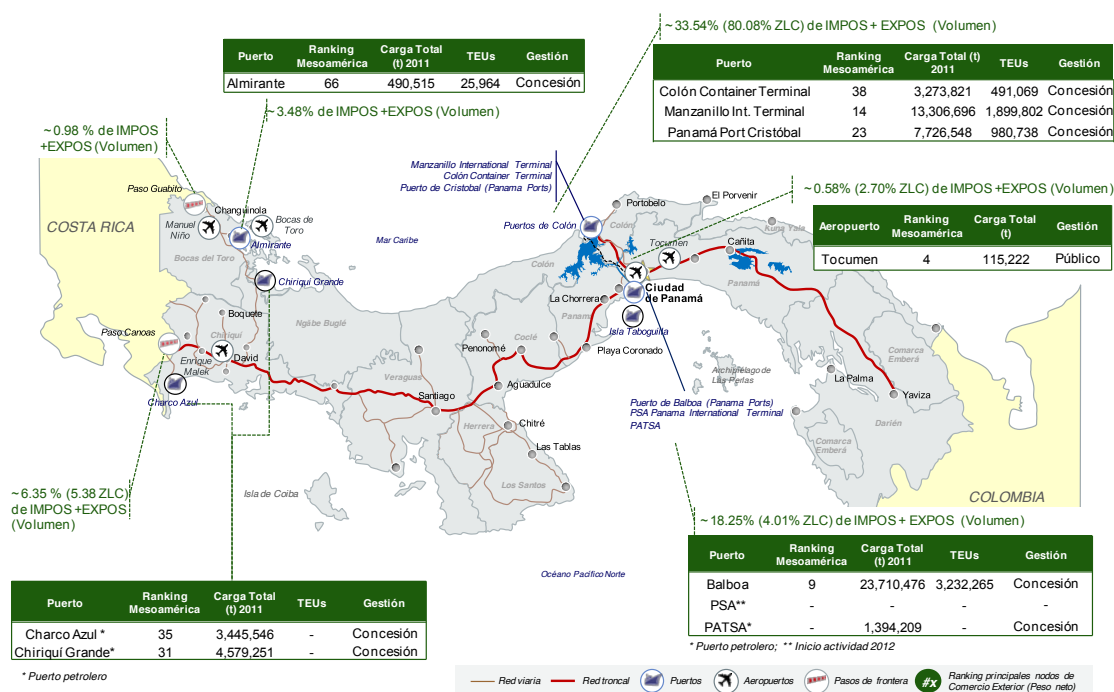 ~33.54% (80.08% ZLC) de IMPOS + EXPOS (Volumen)
Puerto Ranking Mesoamérica Carga Total (t) 2011 TEUs Gestión
Almirante 66 490,515 25,964 Concesión
~3.48% de IMPOS +EXPOS (Volumen)
Puerto Ranking Mesoamérica Carga Total (t) 2011 TEUs Gestión
Colón Container Terminal 38 3,273,821 491,069 Concesión
Manzanillo Int. Terminal 14 13,306,696 1,899,802 Concesión
Panamá Port Cristóbal 23 7,726,548 980,738 Concesión
~0.98 % de IMPOS
+EXPOS (Volumen)
Manzanillo International Terminal
Colón Container Terminal
Puerto de Cristobal (Panama Ports)
~0.58% (2.70% ZLC) de IMPOS +EXPOS (Volumen)
Aeropuerto Ranking Mesoamérica Carga Total (t) Gestión
Tocumen 4 115,222 Público
COSTA RICA
Paso Guabito
Changuinola
Manuel
Niño
Bocas de
Toro
Almirante
Bocas del Toro
Chiriquí Grande
Mar Caribe
Puertos de Colón
Portobelo
El Porvenir
Kuna Yala
Colón
Colón
Tocumen
Cañita
Panamá
Ciudad
de Panamá
La Chorrera
Panamá
Isla Taboguilla
Playa Coronado
Paso Canoas
Boquete
Chiriquí
Ngäbe Buglé
Enrique
Malek
David
Charco Azul
Penonomé
Coclé
Veraguas
Aguadulce
Santiago
Herrera
Chitré
Las Tablas
Los Santos
Isla de Coiba
Archipiélago de
Las Perlas
Comarca
Emberá
La Palma
Yaviza
Darién
Comarca
Emberá
COLOMBIA
Puerto de Balboa (Panama Ports)
PSA Panama International Terminal
PATSA
~6.35 % (5.38 ZLC)
de IMPOS +EXPOS
(Volumen)
~18.25% (4.01% ZLC) de IMPOS + EXPOS (Volumen)
Océano Pacífico Norte
Puerto Ranking Mesoamérica Carga Total (t) 2011 TEUs Gestión
Charco Azul * 35 3,445,546 - Concesión
Chiriquí Grande* 31 4,579,251 - Concesión
* Puerto petrolero
Puerto Ranking Mesoamérica Carga Total (t) 2011 TEUs Gestión
Balboa 9 23,710,476 3,232,265 Concesión
PSA** - - - -
PATSA* - 1,394,209 - Concesión
* Puerto petrolero; ** Inicio actividad 2012
Red viaria Red troncal Puertos Aeropuertos Pasos de frontera #x Ranking principales nodos de
Comercio Exterior (Peso neto)